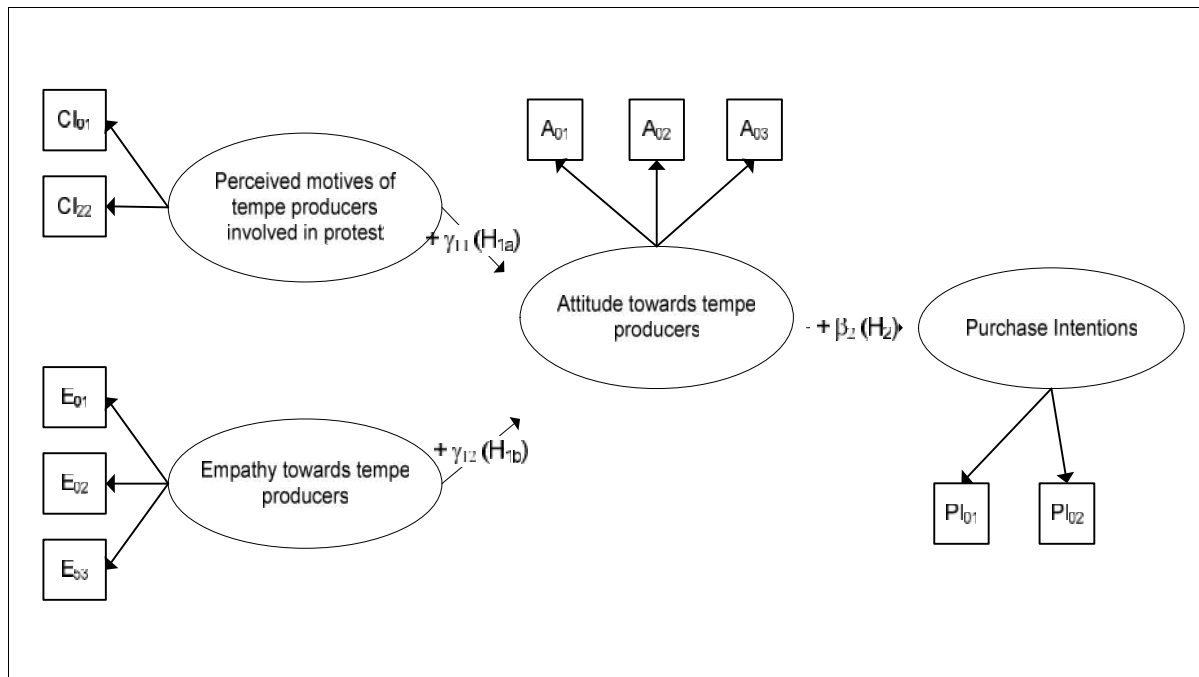 CI01
CI22
Perceived motives of
tempe producers
involved in protest
+ γ11 (H1a)
A01
A02
A03
Attitude towards tempe
producers
+ β2 (H2)
Purchase Intentions
E01
E02
E53
Empathy towards tempe
producers
+ γ12 (H1b)
PI01
PI02